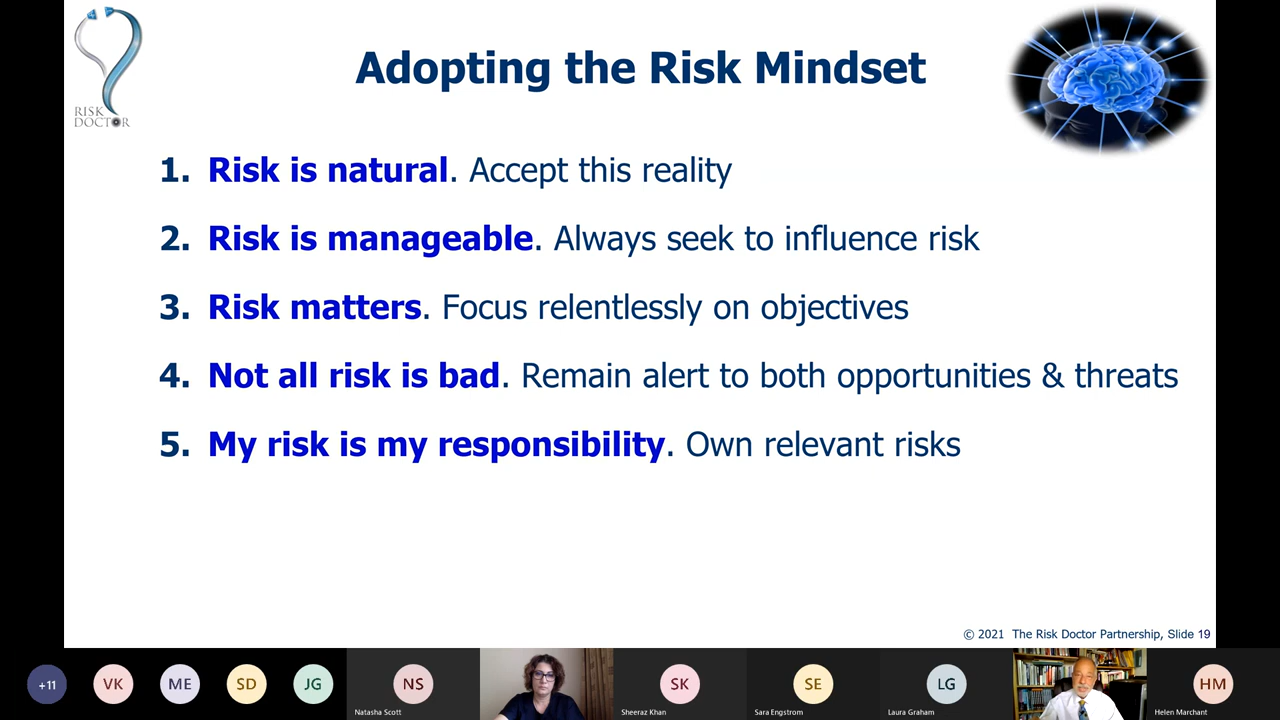 RISK
DOCTOR
Adopting the Risk Mindset
1. Risk is natural. Accept this reality
2. Risk is manageable. Always seek to influence risk
3. Risk matters. Focus relentlessly on objectives
4. Not all risk is bad. Remain alert to both opportunities & threats
5. My risk is my responsibility. Own relevant risks
© 2021 The Risk Doctor Partnership, Slide 19
+11 VK ME SD JG NS SK SE LG HM
Natasha Scott Sheeraz Khan Sara Engstrom Laura Graham Helen Marchant